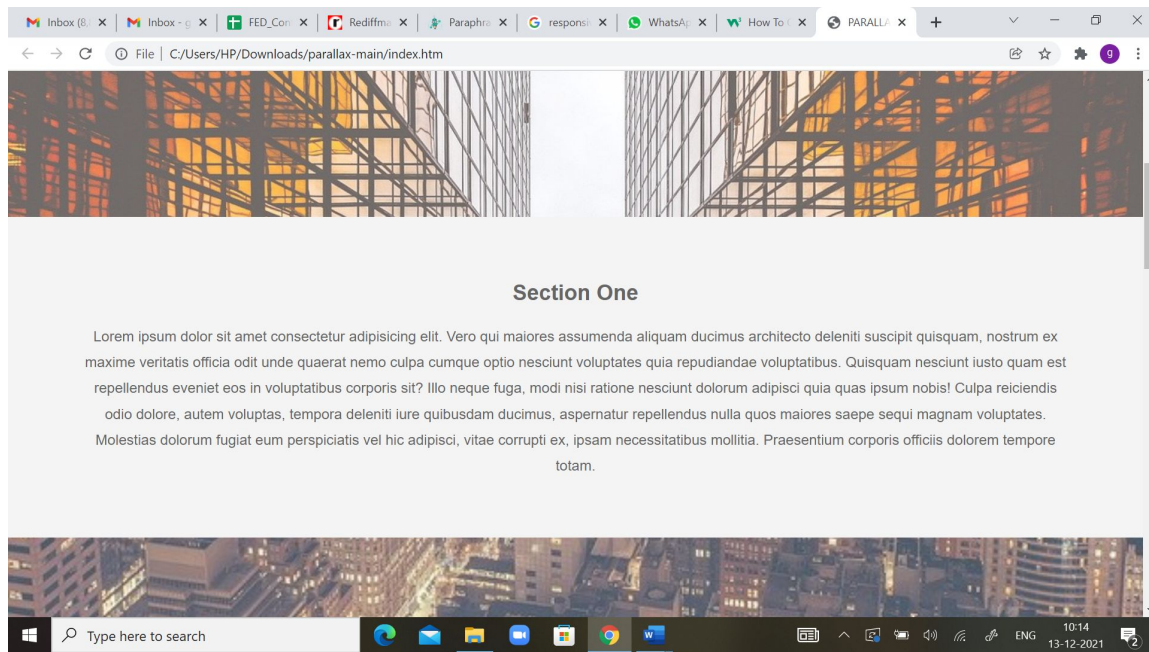 Inbox (8,
Inbox - g
FED_Con
Rediffma
Paraphra
responsiv
WhatsAp
How To C
PARALLA
File | C:/Users/HP/Downloads/parallax-main/index.htm
g
Section One
Lorem ipsum dolor sit amet consectetur adipisicing elit. Vero qui maiores assumenda aliquam ducimus architecto deleniti suscipit quisquam, nostrum ex
maxime veritatis officia odit unde quaerat nemo culpa cumque optio nesciunt voluptates quia repudiandae voluptatibus. Quisquam nesciunt iusto quam est
repellendus eveniet eos in voluptatibus corporis sit? Illo neque fuga, modi nisi ratione nesciunt dolorum adipisci quia quas ipsum nobis! Culpa reiciendis
odio dolore, autem voluptas, tempora deleniti iure quibusdam ducimus, aspernatur repellendus nulla quos maiores saepe sequi magnam voluptates.
Molestias dolorum fugiat eum perspiciatis vel hic adipisci, vitae corrupti ex, ipsam necessitatibus mollitia. Praesentium corporis officiis dolorem tempore
totam.
Type here to search
ENG
10:14
13-12-2021
2